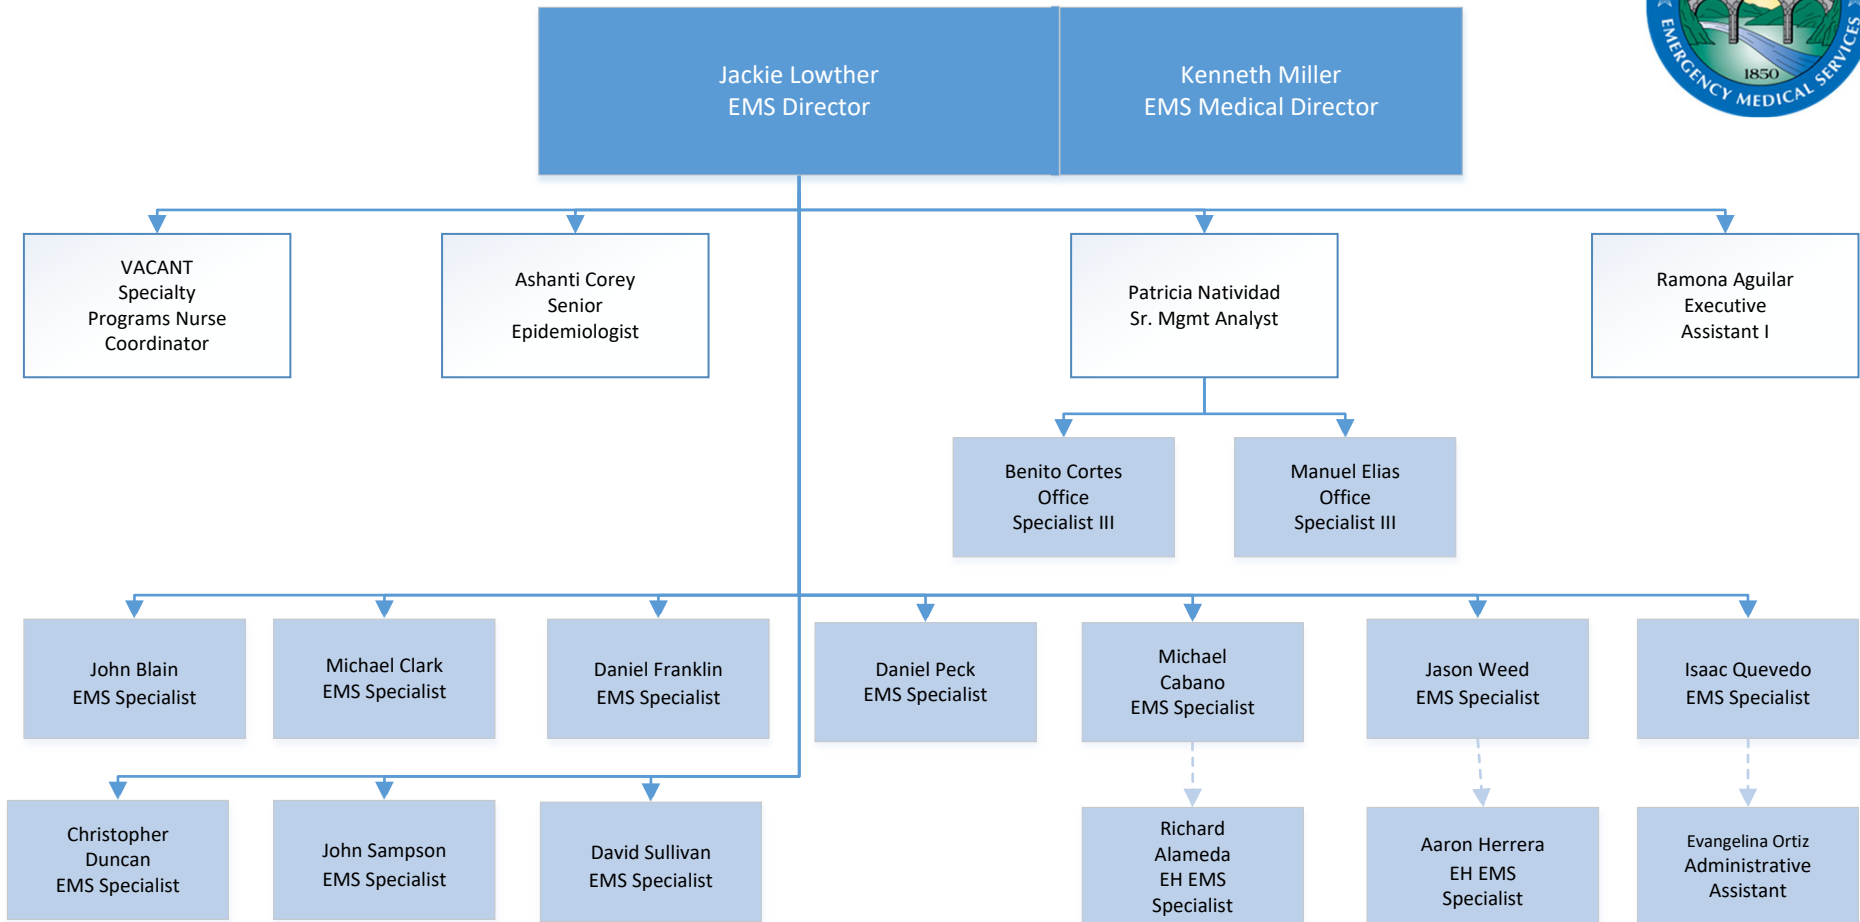 Jackie Lowther
EMS Director
Kenneth Miller
EMS Medical Director
1850
EMERGENCY MEDICAL SERVICES
VACANT
Specialty
Programs Nurse
Coordinator
Ashanti Corey
Senior
Epidemiologist
Patricia Natividad
Sr. Mgmt Analyst
Ramona Aguilar
Executive
Assistant I
Benito Cortes
Office
Specialist III
Manuel Elias
Office
Specialist III
John Blain
EMS Specialist
Michael Clark
EMS Specialist
Daniel Franklin
EMS Specialist
Daniel Peck
EMS Specialist
Michael
Cabano
EMS Specialist
Jason Weed
EMS Specialist
Isaac Quevedo
EMS Specialist
Christopher
Duncan
EMS Specialist
John Sampson
EMS Specialist
David Sullivan
EMS Specialist
Richard
Alameda
EH EMS
Specialist
Aaron Herrera
EH EMS
Specialist
Evangelina Ortiz
Administrative
Assistant